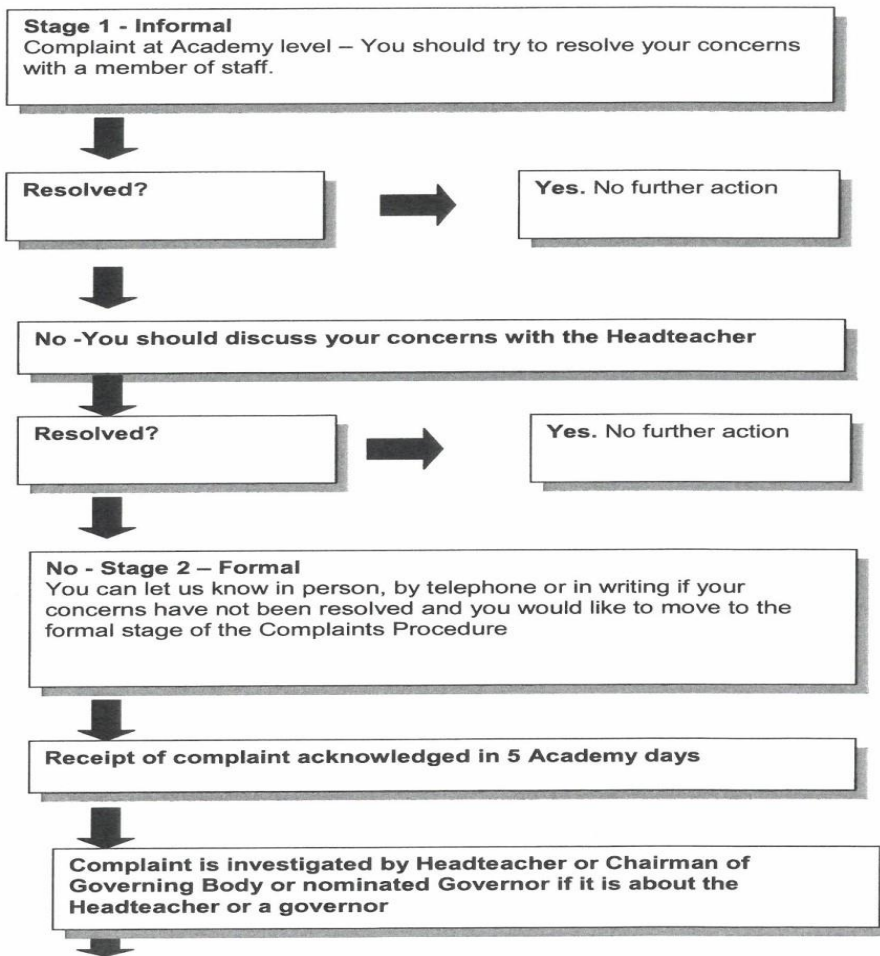 Stage 1 - Informal
Complaint at Academy level – You should try to resolve your concerns
with a member of staff.
Resolved?
Yes. No further action
No -You should discuss your concerns with the Headteacher
Resolved?
Yes. No further action
No - Stage 2 – Formal
You can let us know in person, by telephone or in writing if your
concerns have not been resolved and you would like to move to the
formal stage of the Complaints Procedure
Receipt of complaint acknowledged in 5 Academy days
Complaint is investigated by Headteacher or Chairman of
Governing Body or nominated Governor if it is about the
Headteacher or a governor